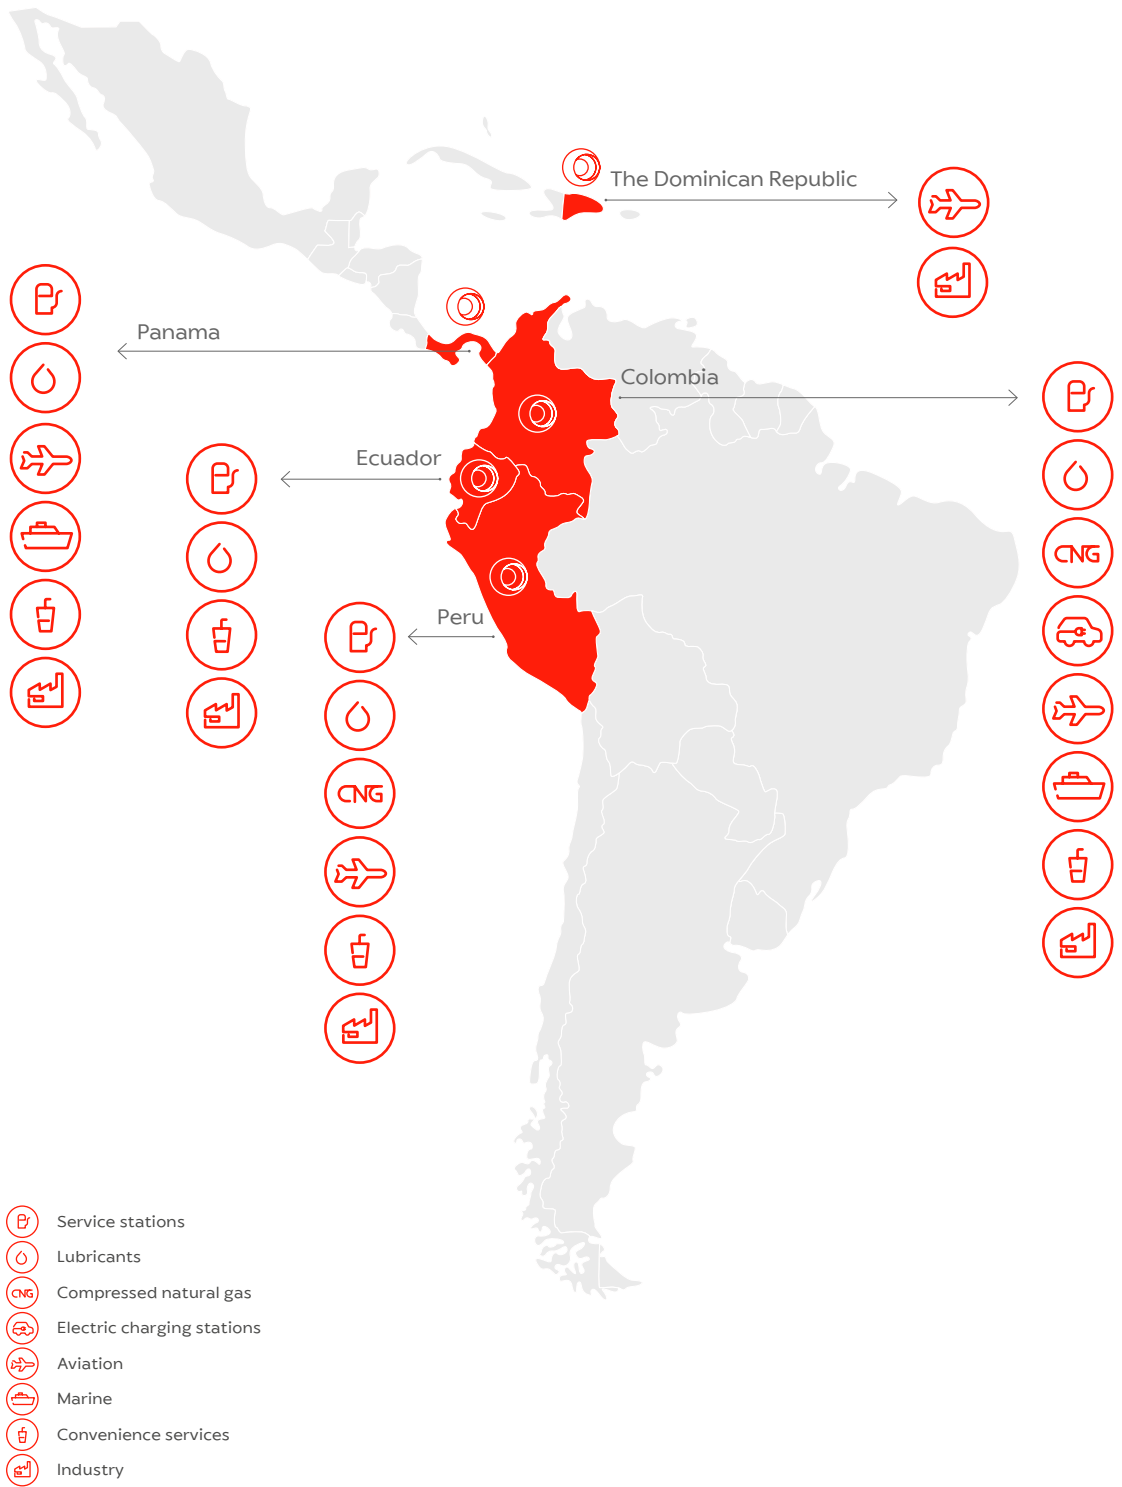 The Dominican Republic
Panama
Colombia
Ecuador
CNG
Peru
CNG
Service stations
Lubricants
CNG Compressed natural gas
Electric charging stations
Aviation
Marine
Convenience services
Industry